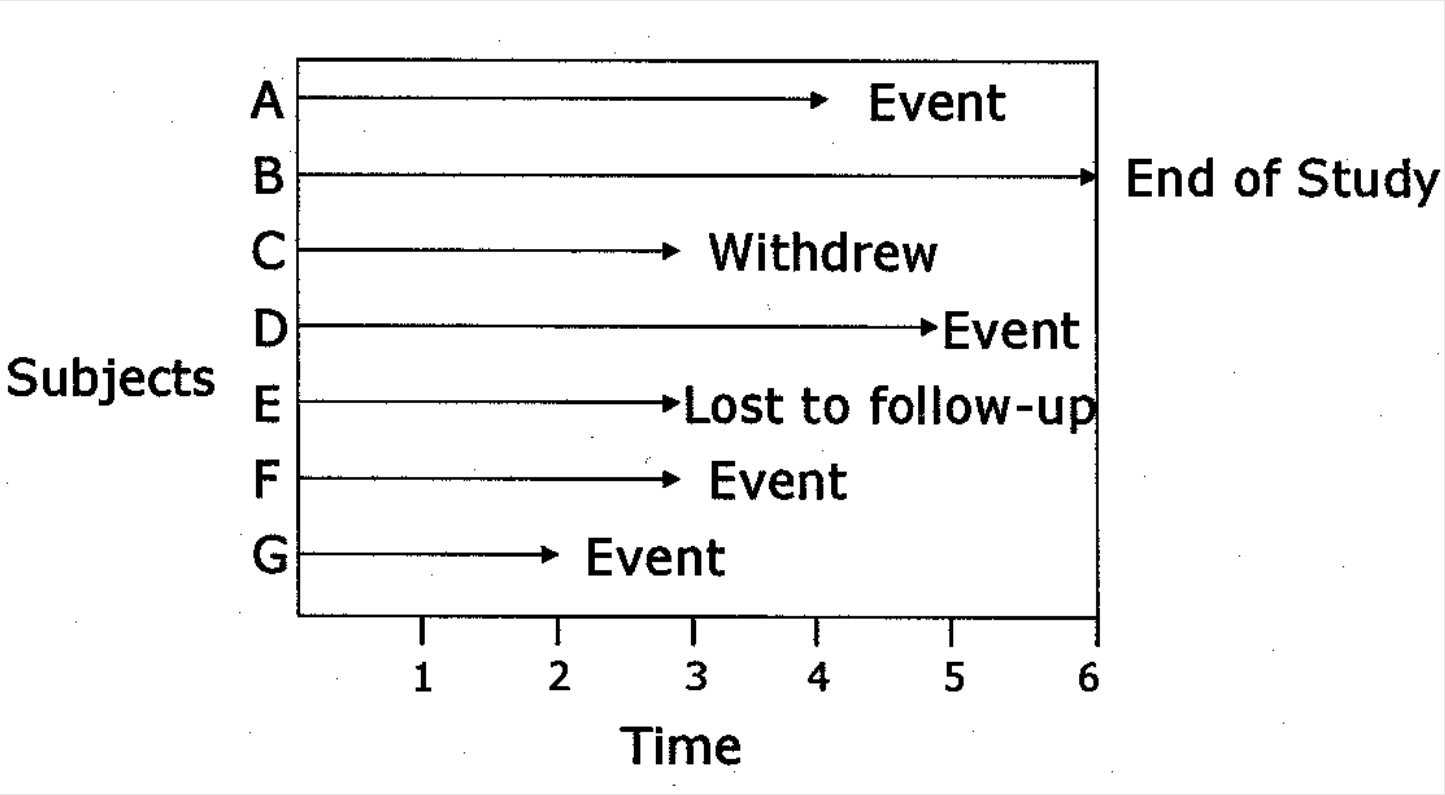 A Event
B End of Study
C Withdrew
D Event
Subjects
E Lost to follow-up
F Event
G Event
1 2 3 4 5 6
Time